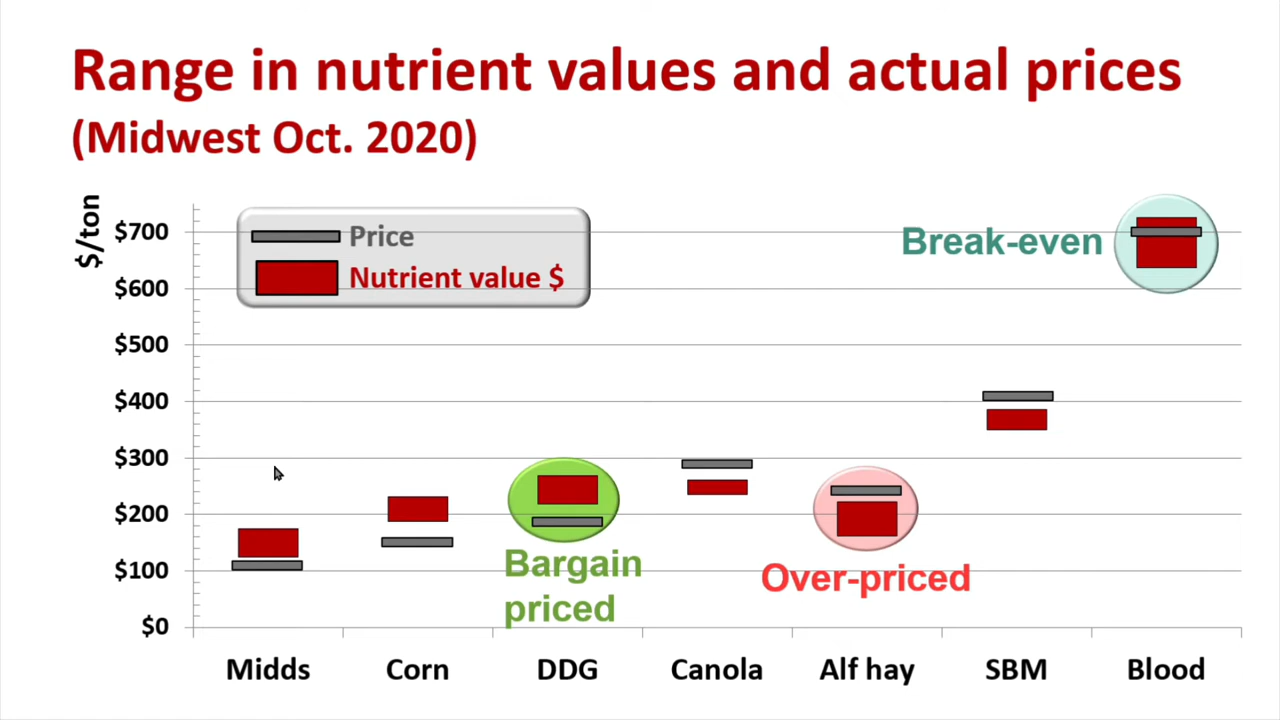 Range in nutrient values and actual prices
(Midwest Oct. 2020)
$/ton
$700
$600
$500
$400
$300
$200
$100
$0
Price
Nutrient value $
Break-even
Bargain
priced
Over-priced
Midds
Corn
DDG
Canola
Alf hay
SBM
Blood